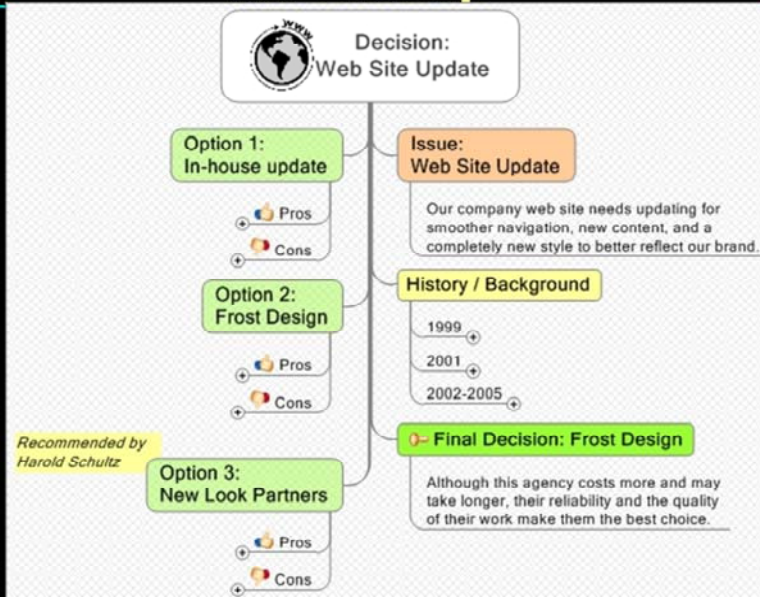 WWW
Decision:
Web Site Update
Option 1:
In-house update
Pros
Cons
Option 2:
Frost Design
Pros
Cons
Recommended by
Harold Schultz
Option 3:
New Look Partners
Pros
Cons
Issue:
Web Site Update
Our company web site needs updating for
smoother navigation, new content, and a
completely new style to better reflect our brand.
History / Background
1999
2001
2002-2005
Final Decision: Frost Design
Although this agency costs more and may
take longer, their reliability and the quality
of their work make them the best choice.